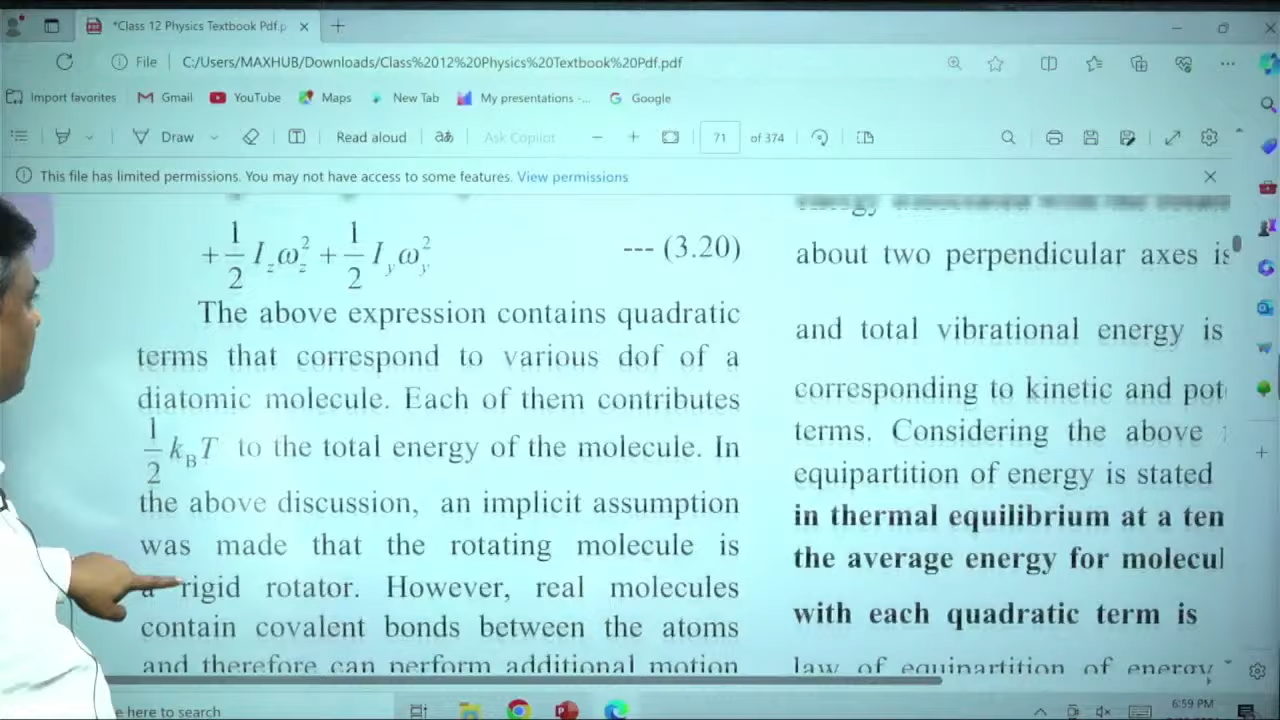 *Class 12 Physics Textbook Pdf.p
File
C:/Users/MAXHUB/Downloads/Class%2012%20Physics%20Textbook%20Pdf.pdf
Import favorites Gmail YouTube Maps New Tab My presentations -... Google
Draw Read aloud Ask Copilot 71 of 374
This file has limited permissions. You may not have access to some features. View permissions
+ 1/2 I_z ω_z^2 + 1/2 I_y ω_y^2 --- (3.20)
The above expression contains quadratic
terms that correspond to various dof of a
diatomic molecule. Each of them contributes
1/2 k_B T to the total energy of the molecule. In
the above discussion, an implicit assumption
was made that the rotating molecule is
a rigid rotator. However, real molecules
contain covalent bonds between the atoms
and therefore can perform additional motion
about two perpendicular axes is
and total vibrational energy is
corresponding to kinetic and pot
terms. Considering the above
equipartition of energy is stated
in thermal equilibrium at a ten
the average energy for molecul
with each quadratic term is
law of equipartition of energy
e here to search
6:59 PM